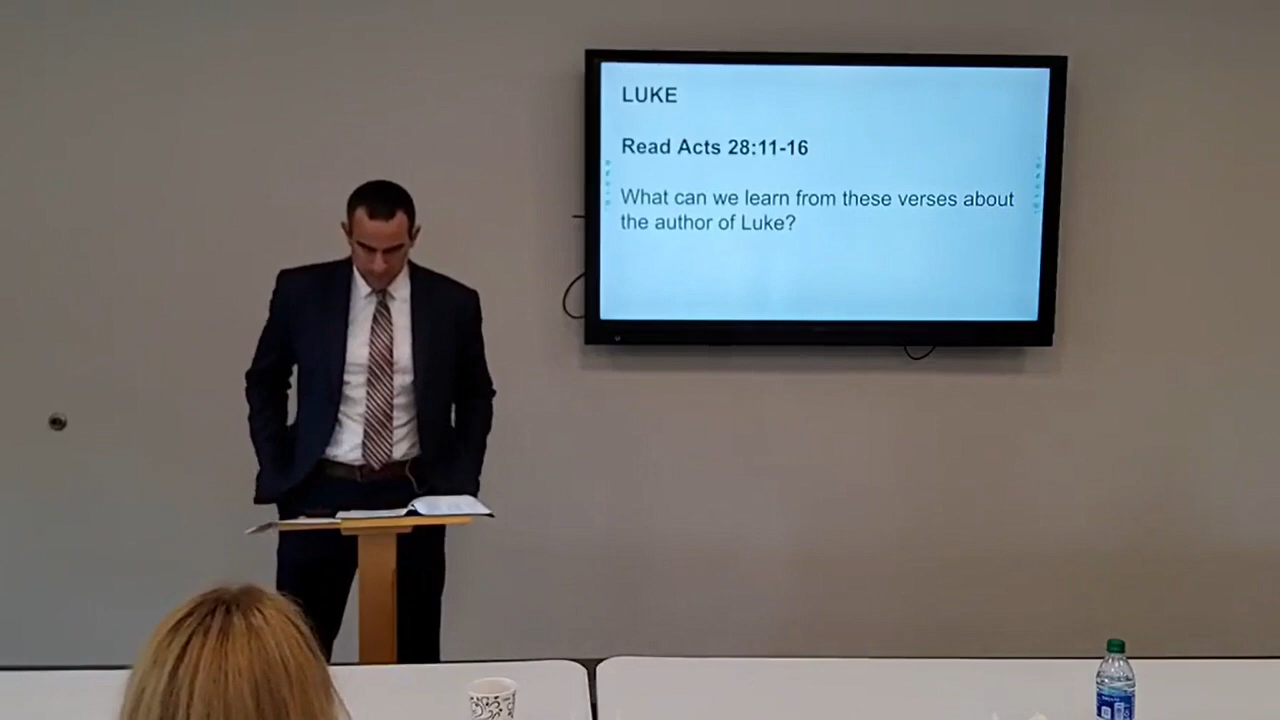 LUKE
Read Acts 28:11-16
What can we learn from these verses about
the author of Luke?